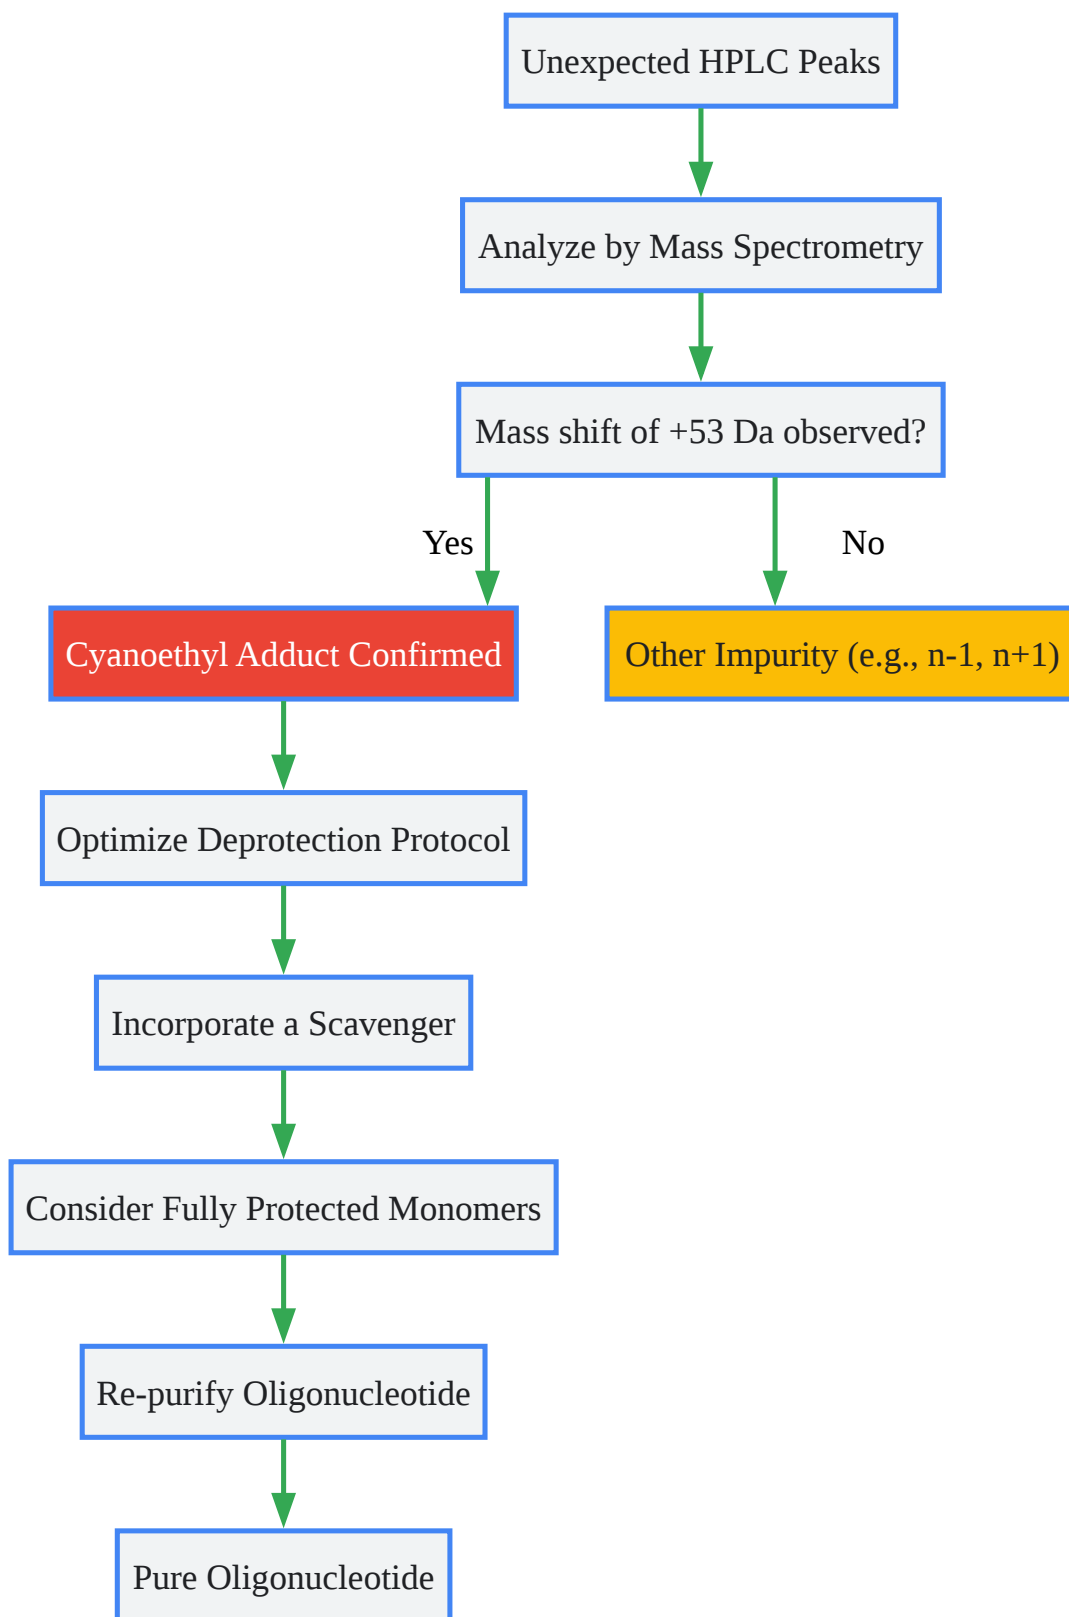 Unexpected HPLC Peaks
Analyze by Mass Spectrometry
Mass shift of +53 Da observed?
Yes
No
Cyanoethyl Adduct Confirmed
Other Impurity (e.g., n-1, n+1)
Optimize Deprotection Protocol
Incorporate a Scavenger
Consider Fully Protected Monomers
Re-purify Oligonucleotide
Pure Oligonucleotide